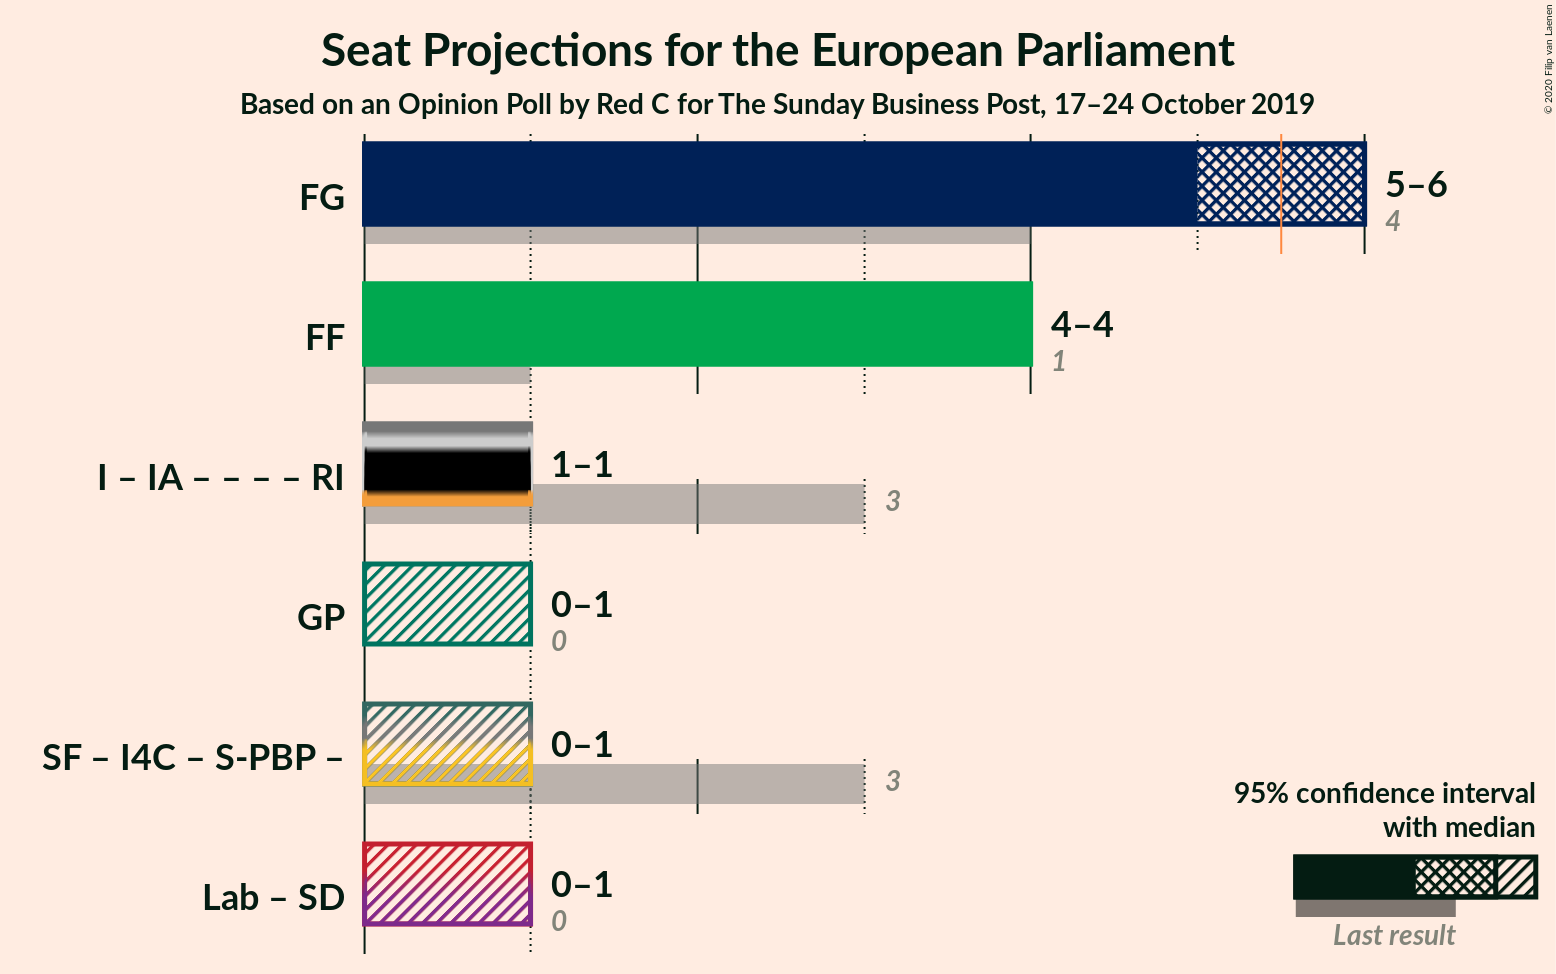 Seat Projections for the European Parliament
Based on an Opinion Poll by Red C for The Sunday Business Post, 17–24 October 2019
© 2020 Filip van Laenen
FG
5–6
4
FF
4–4
1
I – IA – – – – RI
1–1
3
GP
0–1
0
SF – I4C – S-PBP –
0–1
3
Lab – SD
0–1
0
95% confidence interval
with median
Last result